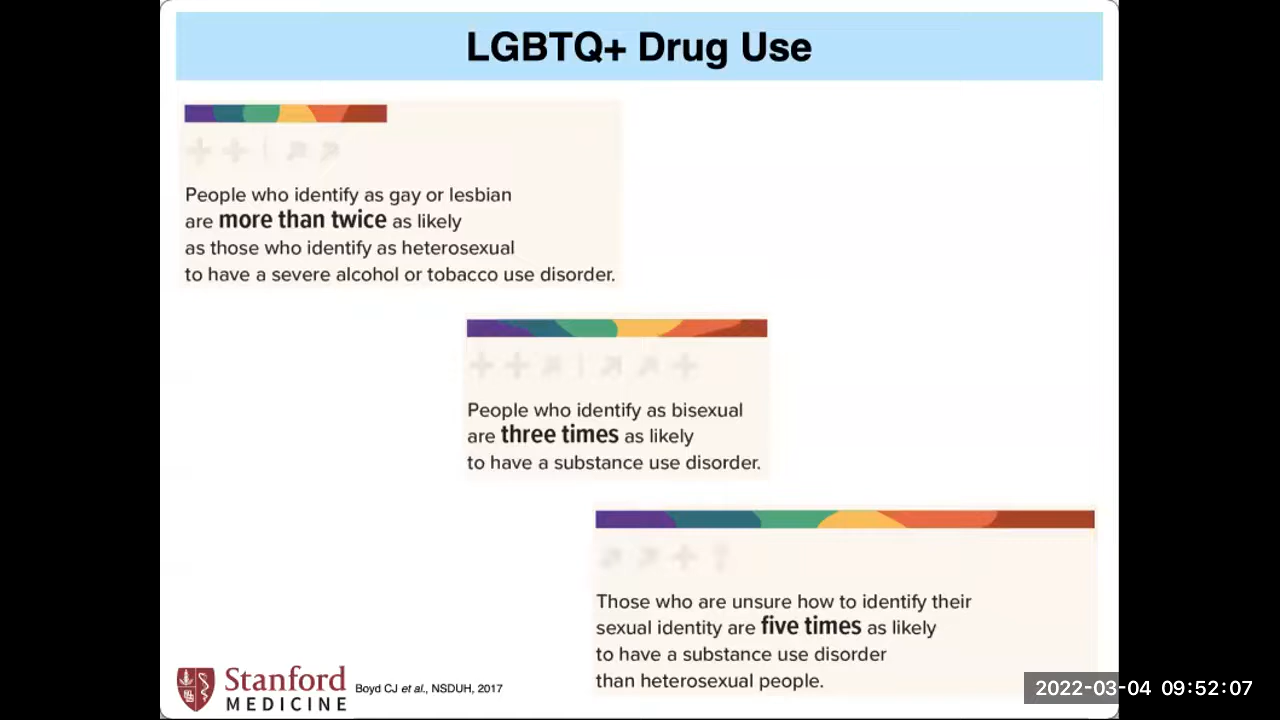 LGBTQ+ Drug Use
People who identify as gay or lesbian
are more than twice as likely
as those who identify as heterosexual
to have a severe alcohol or tobacco use disorder.
People who identify as bisexual
are three times as likely
to have a substance use disorder.
Those who are unsure how to identify their
sexual identity are five times as likely
to have a substance use disorder
than heterosexual people.
Stanford
MEDICINE
Boyd CJ et al., NSDUH, 2017
2022-03-04 09:52:07